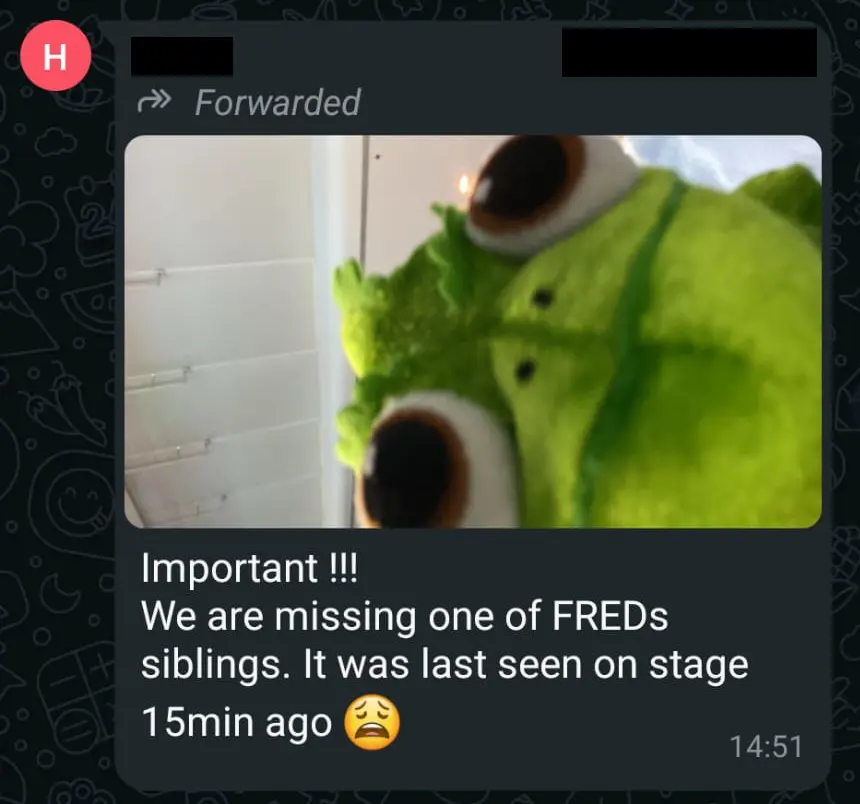 H
Forwarded
Important !!!
We are missing one of FREDs
siblings. It was last seen on stage
15min ago 😩
14:51